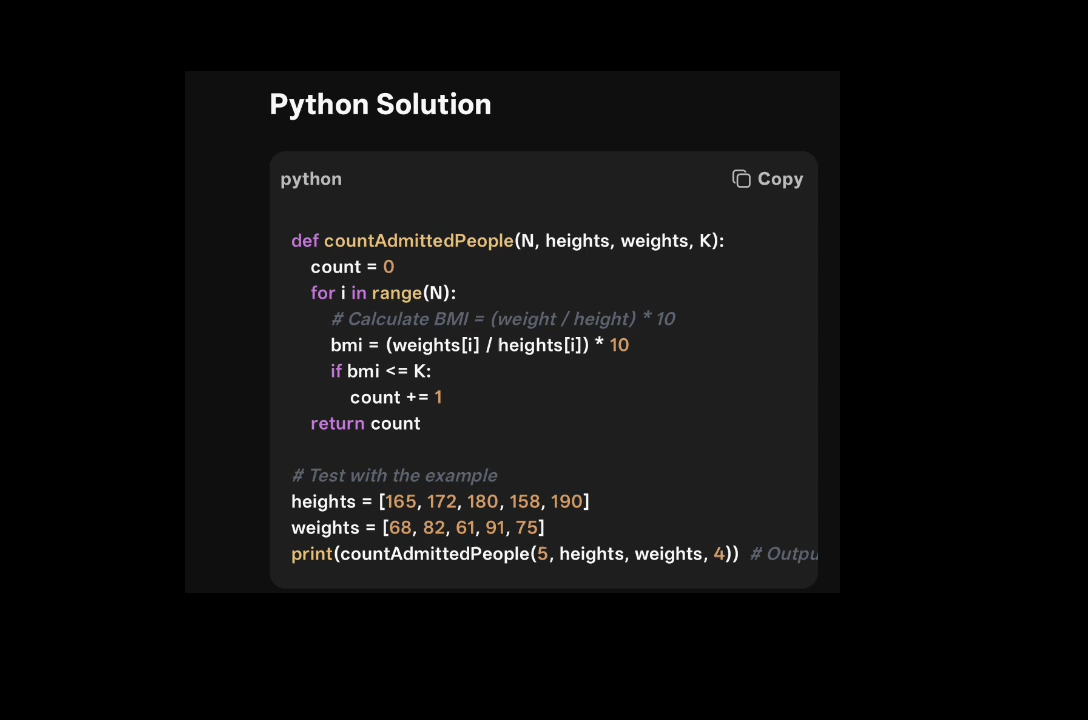 Python Solution
python
Copy
def countAdmittedPeople(N, heights, weights, K):
    count = 0
    for i in range(N):
        # Calculate BMI = (weight / height) * 10
        bmi = (weights[i] / heights[i]) * 10
        if bmi <= K:
            count += 1
    return count

# Test with the example
heights = [165, 172, 180, 158, 190]
weights = [68, 82, 61, 91, 75]
print(countAdmittedPeople(5, heights, weights, 4))  # Outpu